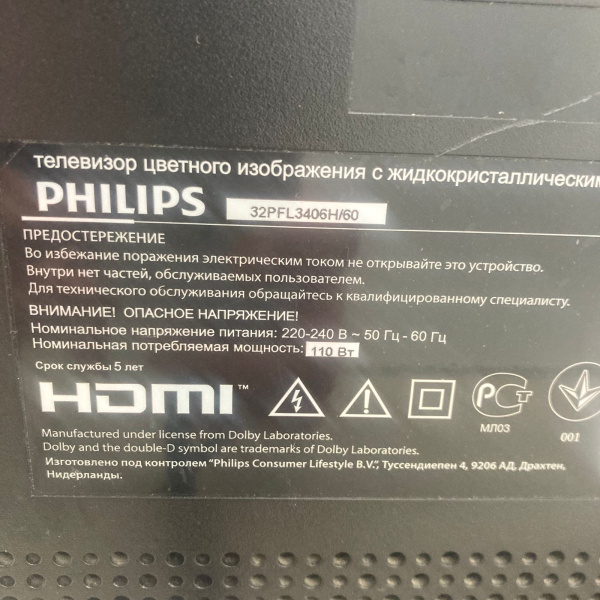 телевизор цветного изображения с жидкокристаллическим
PHILIPS 32PFL3406H/60
ПРЕДОСТЕРЕЖЕНИЕ
Во избежание поражения электрическим током не открывайте это устройство.
Внутри нет частей, обслуживаемых пользователем.
Для технического обслуживания обращайтесь к квалифицированному специалисту.
ВНИМАНИЕ! ОПАСНОЕ НАПРЯЖЕНИЕ!
Номинальное напряжение питания: 220-240 В ~ 50 Гц - 60 Гц
Номинальная потребляемая мощность: 110 Вт
Срок службы 5 лет
HDMI™
МЛ03
001
Manufactured under license from Dolby Laboratories.
Dolby and the double-D symbol are trademarks of Dolby Laboratories.
Изготовлено под контролем "Philips Consumer Lifestyle B.V.", Туссендиепен 4, 9206 АД, Драхтен,
Нидерланды.